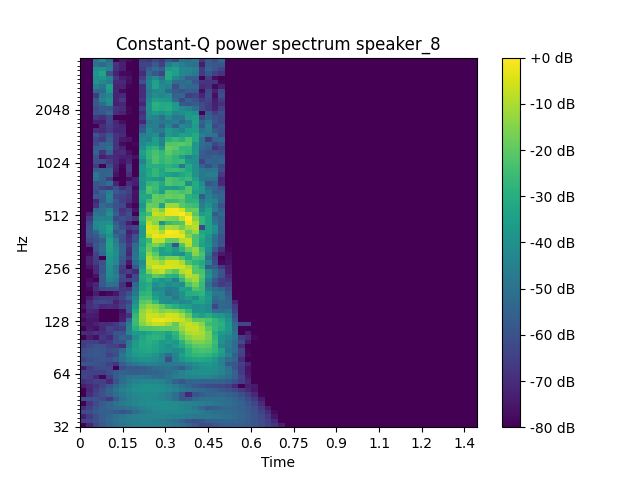 Constant-Q power spectrum speaker_8
+0 dB
2048
-10 dB
1024
-20 dB
512
-30 dB
Hz
-40 dB
256
-50 dB
128
-60 dB
64
-70 dB
32
-80 dB
0 0.15 0.3 0.45 0.6 0.75 0.9 1.1 1.2 1.4
Time